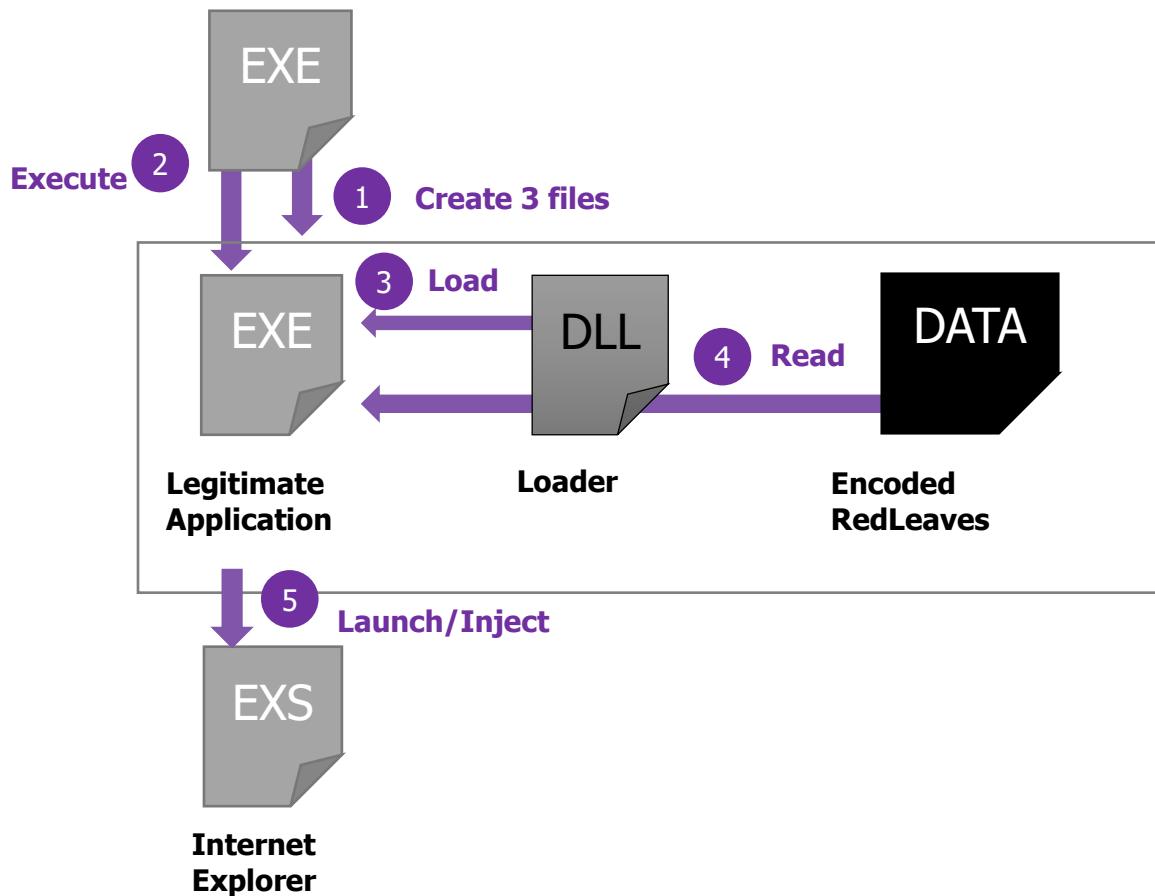 EXE
Execute
2
1
Create 3 files
3
Load
EXE
DLL
DATA
4
Read
Legitimate
Application
Loader
Encoded
RedLeaves
5
Launch/Inject
EXS
Internet
Explorer